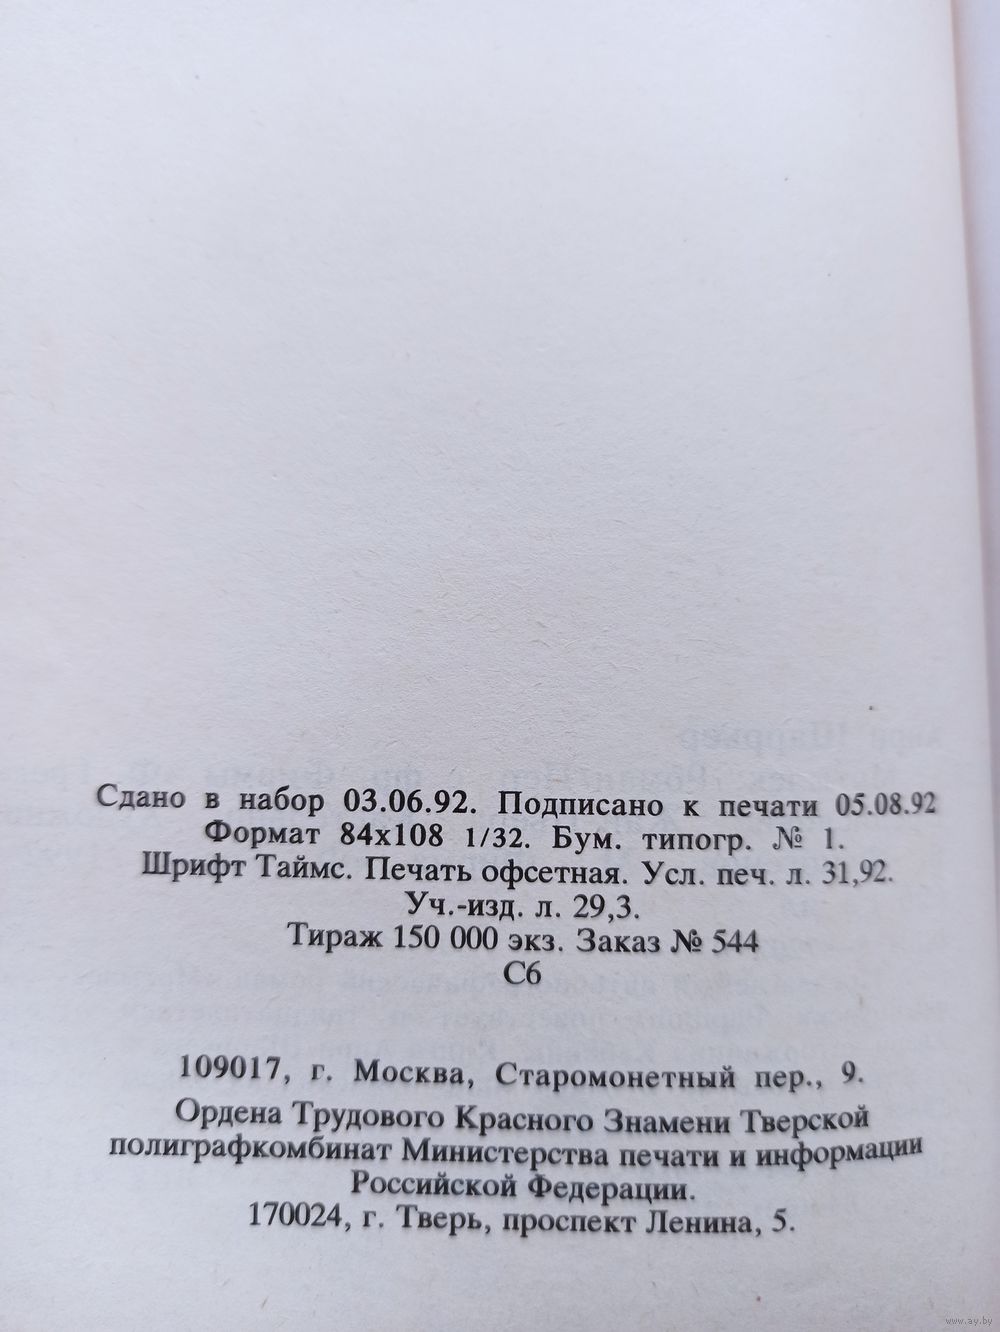 Сдано в набор 03.06.92. Подписано к печати 05.08.92
Формат 84х108 1/32. Бум. типогр. № 1.
Шрифт Таймс. Печать офсетная. Усл. печ. л. 31,92.
Уч.-изд. л. 29,3.
Тираж 150 000 экз. Заказ № 544
С6
109017, г. Москва, Старомонетный пер., 9.
Ордена Трудового Красного Знамени Тверской
полиграфкомбинат Министерства печати и информации
Российской Федерации.
170024, г. Тверь, проспект Ленина, 5.
www.ay.by